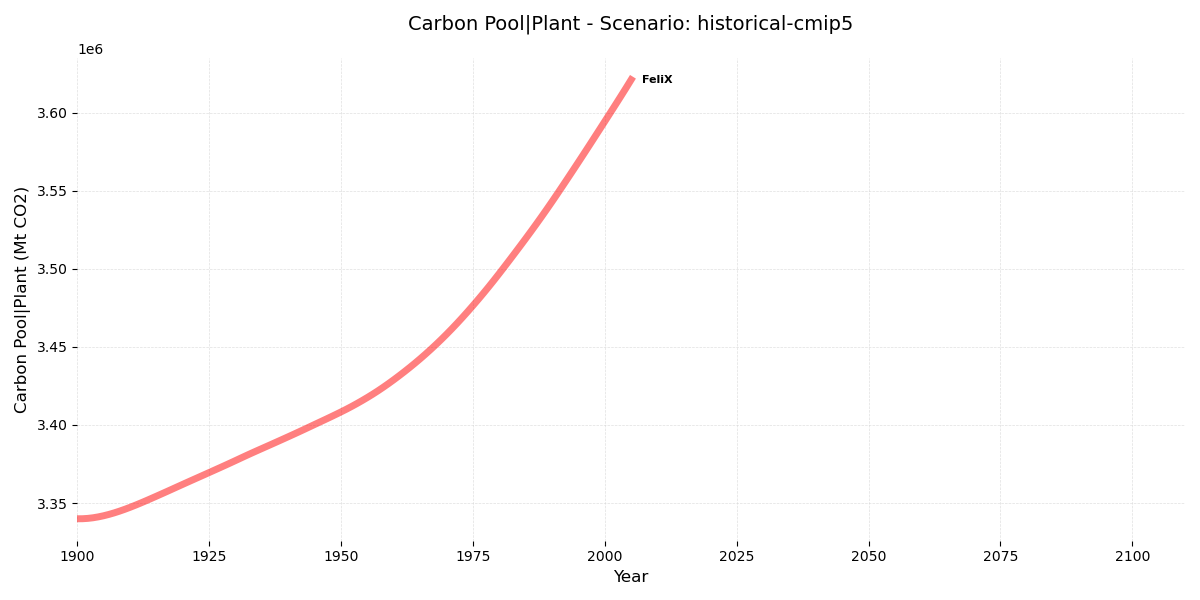 Carbon Pool|Plant - Scenario: historical-cmip5
1e6
FeliX
3.60
3.55
3.50
3.45
3.40
3.35
Carbon Pool|Plant (Mt CO2)
1900 1925 1950 1975 2000 2025 2050 2075 2100
Year